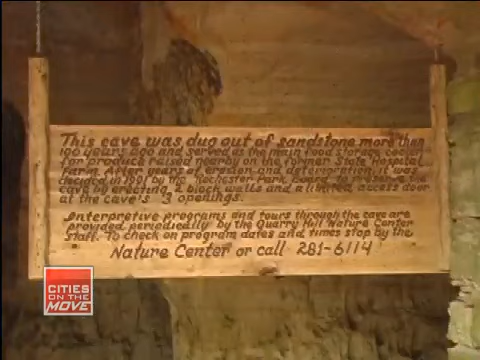 This cave was dug out of sandstone more than
100 years ago and served as the main food storage cooler
for produce raised nearby on the former State Hospital
Farm. After years of erosion and deterioration, it was
decided in 1991 by the Rochester Park Board to preserve the
cave by erecting 2 block walls and a limited access door
at the cave's 3 openings.
Interpretive programs and tours through the cave are
provided periodically by the Quarry Hill Nature Center
Staff. To check on program dates and times stop by the
Nature Center or call 281-6114
CITIES
ON THE
MOVE